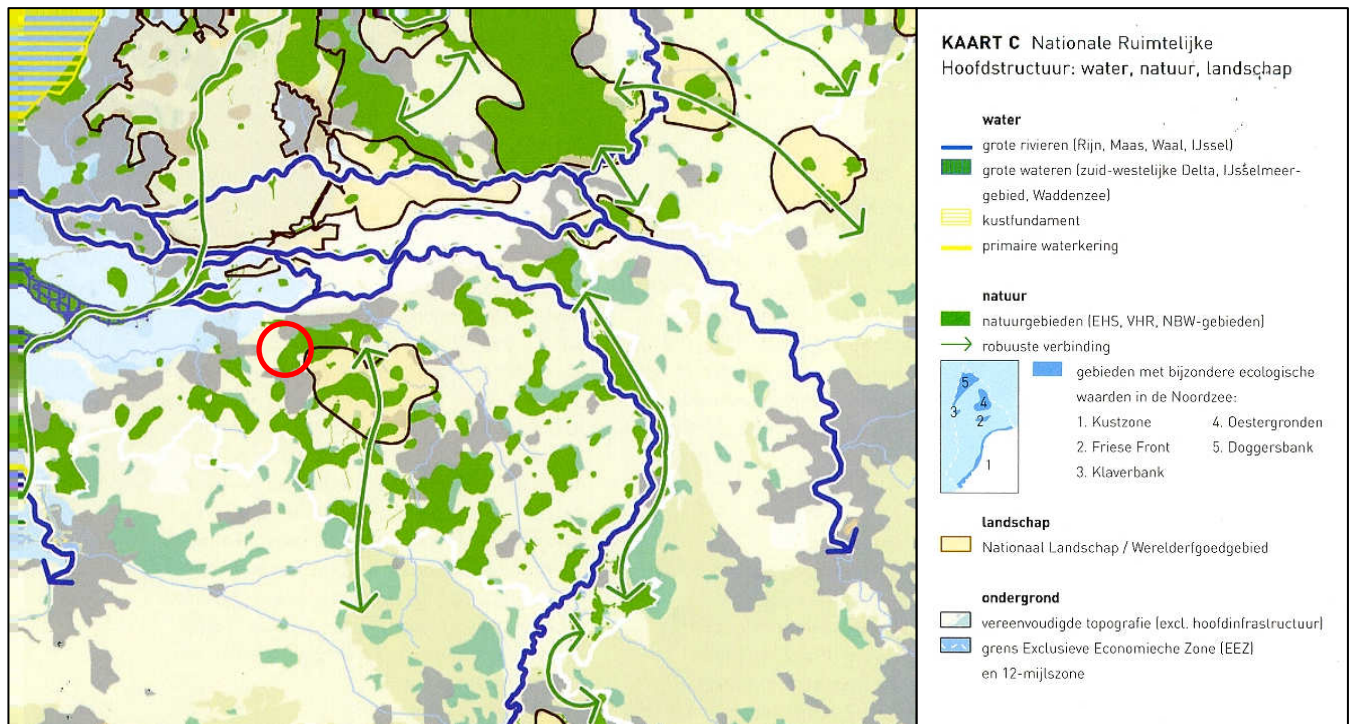 KAART C Nationale Ruimtelijke
Hoofdstructuur: water, natuur, landschap
water
grote rivieren (Rijn, Maas, Waal, IJssel)
grote wateren (zuid-westelijke Delta, IJsselmeer-
gebied, Waddenzee)
kustfundament
primaire waterkering
natuur
natuurgebieden (EHS, VHR, NBW-gebieden)
robuuste verbinding
gebieden met bijzondere ecologische
waarden in de Noordzee:
1. Kustzone 4. Oestergronden
2. Friese Front 5. Doggersbank
3. Klaverbank
5
4
3
2
1
landschap
Nationaal Landschap / Werelderfgoedgebied
ondergrond
vereenvoudigde topografie (excl. hoofdinfrastructuur)
grens Exclusieve Economieche Zone (EEZ)
en 12-mijlszone